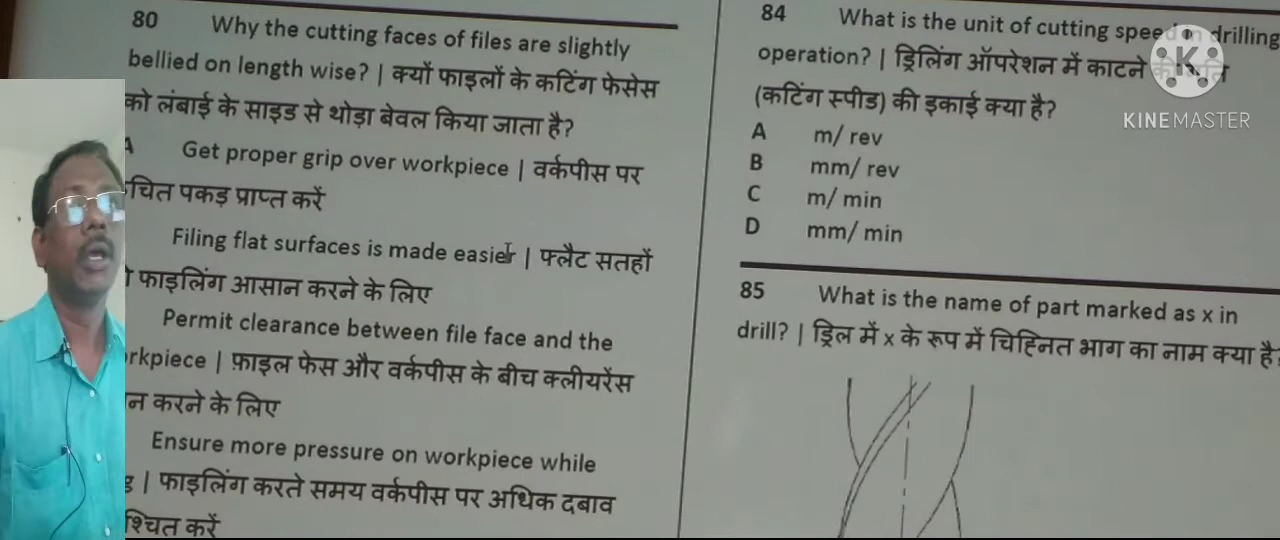 80 Why the cutting faces of files are slightly
bellied on length wise? | क्यों फाइलों के कटिंग फेसेस
को लंबाई के साइड से थोड़ा बेवल किया जाता है?
A Get proper grip over workpiece | वर्कपीस पर
चित पकड़ प्राप्त करें
Filing flat surfaces is made easier | फ्लैट सतहों
फाइलिंग आसान करने के लिए
Permit clearance between file face and the
rkpiece | फ़ाइल फेस और वर्कपीस के बीच क्लीयरेंस
न करने के लिए
Ensure more pressure on workpiece while
g | फाइलिंग करते समय वर्कपीस पर अधिक दबाव
श्चित करें
84 What is the unit of cutting speed in drilling
operation? | ड्रिलिंग ऑपरेशन में काटने
(कटिंग स्पीड) की इकाई क्या है?
A m/ rev
B mm/ rev
C m/ min
D mm/ min
85 What is the name of part marked as x in
drill? | ड्रिल में x के रूप में चिह्नित भाग का नाम क्या है?
K
KINEMASTER